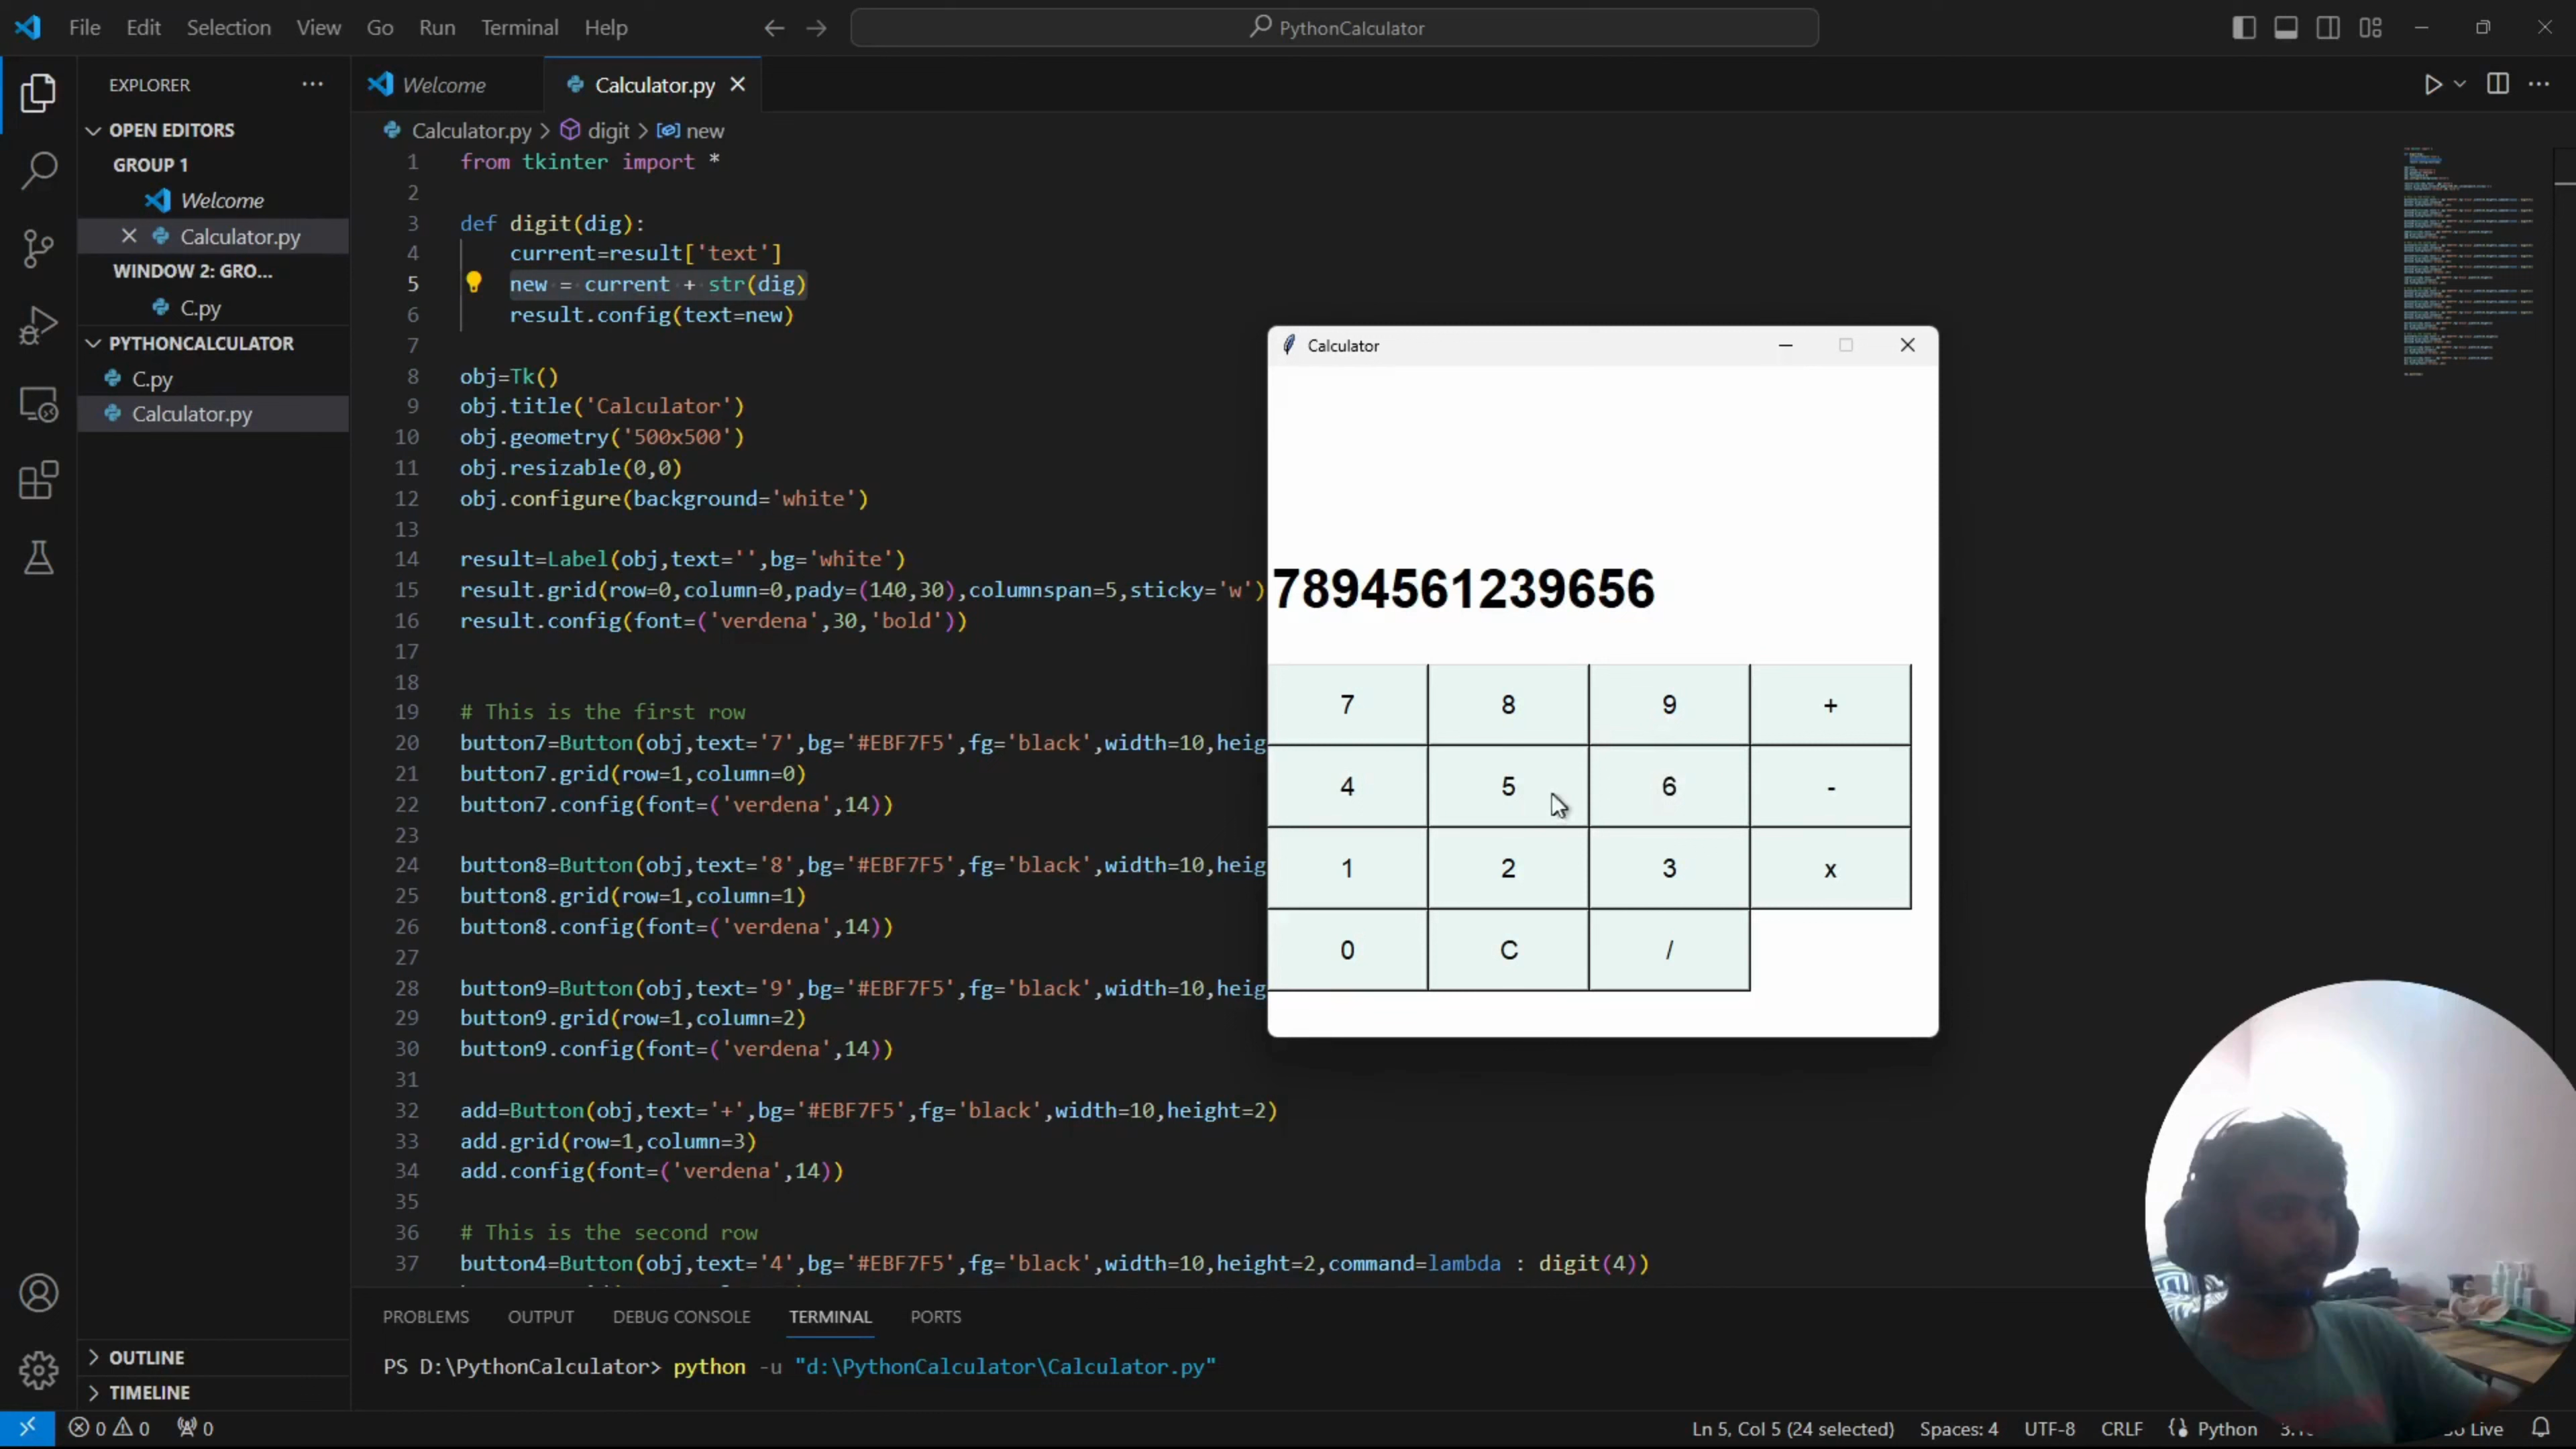 File Edit Selection View Go Run Terminal Help
PythonCalculator
EXPLORER
OPEN EDITORS
GROUP 1
Welcome
Calculator.py
WINDOW 2: GRO...
C.py
PYTHONCALCULATOR
C.py
Calculator.py
OUTLINE
TIMELINE
Welcome
Calculator.py
Calculator.py > digit > new
1 from tkinter import *
2
3 def digit(dig):
4 current=result['text']
5 new = current + str(dig)
6 result.config(text=new)
7
8 obj=Tk()
9 obj.title('Calculator')
10 obj.geometry('500x500')
11 obj.resizable(0,0)
12 obj.configure(background='white')
13
14 result=Label(obj,text='',bg='white')
15 result.grid(row=0,column=0,pady=(140,30),columnspan=5,sticky='w')
16 result.config(font=('verdena',30,'bold'))
17
18
19 # This is the first row
20 button7=Button(obj,text='7',bg='#EBF7F5',fg='black',width=10,heig
21 button7.grid(row=1,column=0)
22 button7.config(font=('verdena',14))
23
24 button8=Button(obj,text='8',bg='#EBF7F5',fg='black',width=10,heig
25 button8.grid(row=1,column=1)
26 button8.config(font=('verdena',14))
27
28 button9=Button(obj,text='9',bg='#EBF7F5',fg='black',width=10,heig
29 button9.grid(row=1,column=2)
30 button9.config(font=('verdena',14))
31
32 add=Button(obj,text='+',bg='#EBF7F5',fg='black',width=10,height=2)
33 add.grid(row=1,column=3)
34 add.config(font=('verdena',14))
35
36 # This is the second row
37 button4=Button(obj,text='4',bg='#EBF7F5',fg='black',width=10,height=2,command=lambda : digit(4))
Calculator
7894561239656
7 8 9 +
4 5 6 -
1 2 3 x
0 C /
PROBLEMS OUTPUT DEBUG CONSOLE TERMINAL PORTS
PS D:\PythonCalculator> python -u "d:\PythonCalculator\Calculator.py"
0 0 0
Ln 5, Col 5 (24 selected) Spaces: 4 UTF-8 CRLF Python
Live